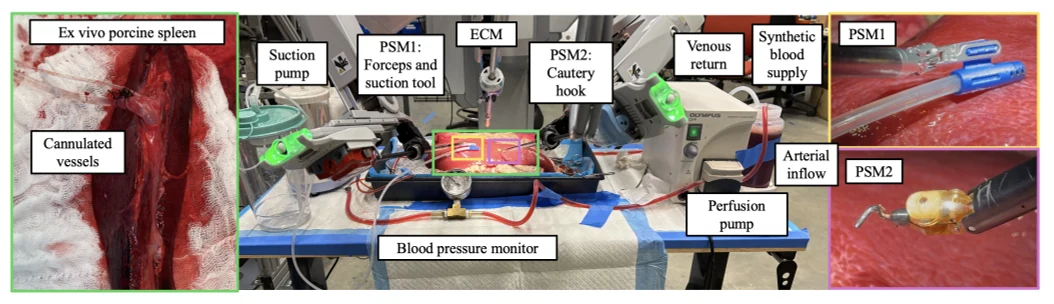 Ex vivo porcine spleen
Cannulated
vessels
Suction
pump
PSM1:
Forceps and
suction tool
ECM
PSM2:
Cautery
hook
Venous
return
Synthetic
blood
supply
OLYMPUS
Arterial
inflow
Perfusion
pump
Blood pressure monitor
PSM1
PSM2